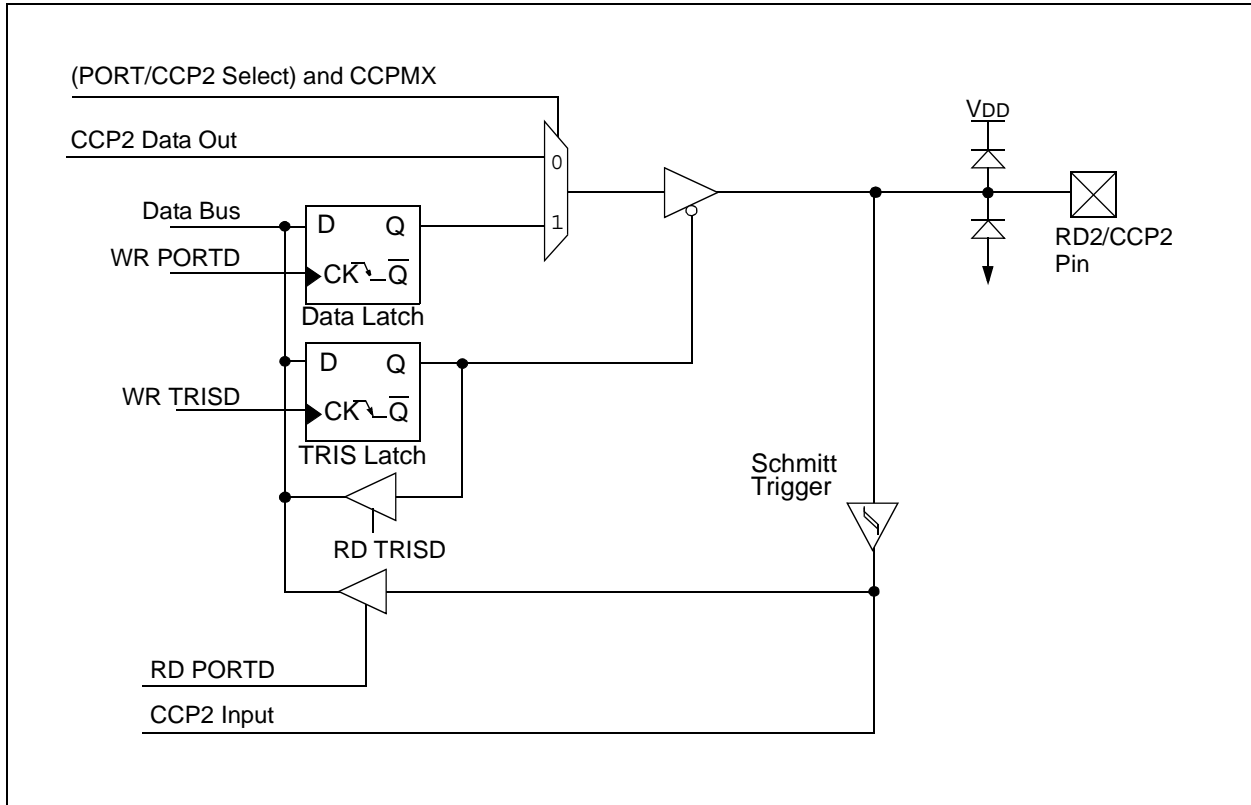 (PORT/CCP2 Select) and CCPMX
CCP2 Data Out
VDD
0
1
Data Bus
D Q
WR PORTD
CK Q̅
Data Latch
RD2/CCP2
Pin
D Q
WR TRISD
CK Q̅
TRIS Latch
Schmitt
Trigger
RD TRISD
RD PORTD
CCP2 Input